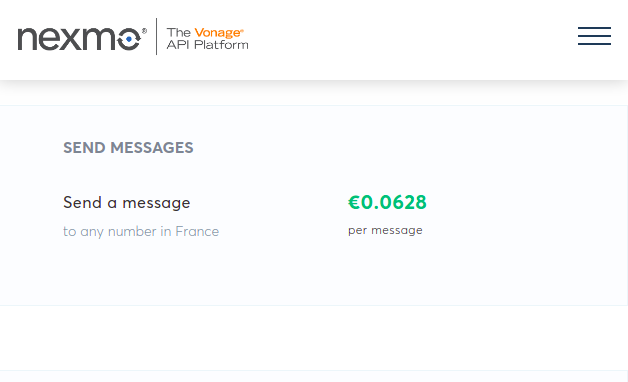 nexmo® The Vonage®
API Platform
SEND MESSAGES
Send a message €0.0628
to any number in France per message